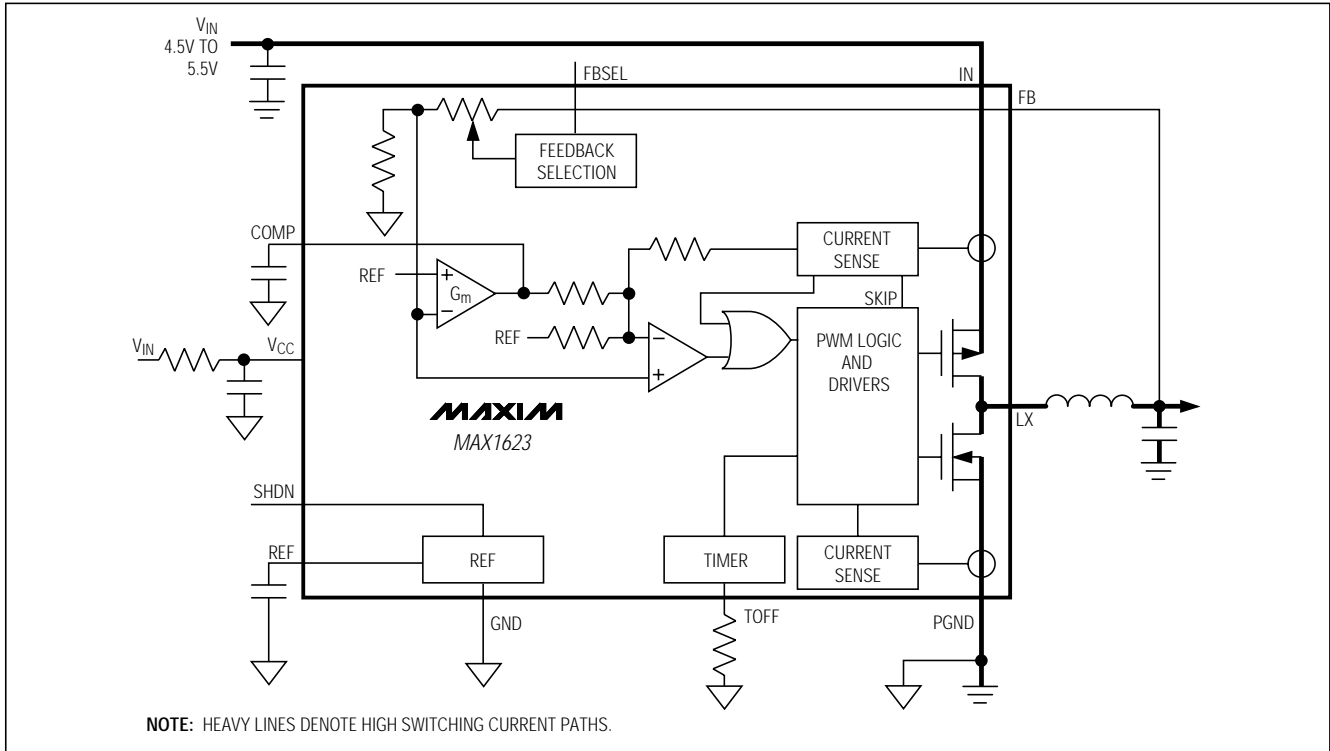 VIN
4.5V TO
5.5V
FBSEL
IN
FB
FEEDBACK
SELECTION
COMP
CURRENT
SENSE
REF
+
Gm
−
SKIP
REF
−
+
PWM LOGIC
AND
DRIVERS
VIN
VCC
MAXIM
MAX1623
LX
SHDN
REF
REF
TIMER
CURRENT
SENSE
GND
TOFF
PGND
NOTE: HEAVY LINES DENOTE HIGH SWITCHING CURRENT PATHS.